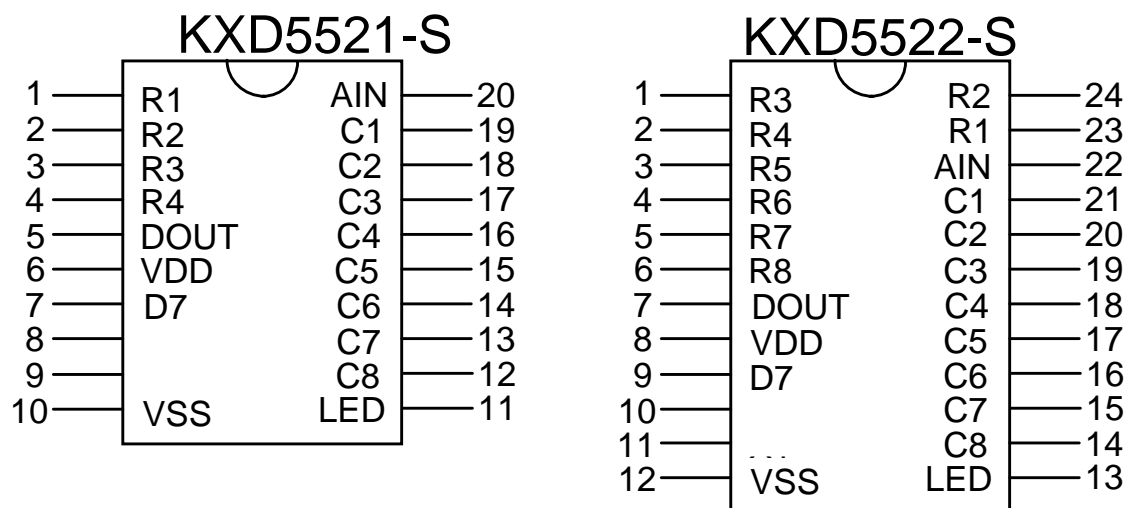 KXD5521-S
1 R1 AIN 20
2 R2 C1 19
3 R3 C2 18
4 R4 C3 17
5 DOUT C4 16
6 VDD C5 15
7 D7 C6 14
8 C7 13
9 C8 12
10 VSS LED 11
KXD5522-S
1 R3 R2 24
2 R4 R1 23
3 R5 AIN 22
4 R6 C1 21
5 R7 C2 20
6 R8 C3 19
7 DOUT C4 18
8 VDD C5 17
9 D7 C6 16
10 C7 15
11 C8 14
12 VSS LED 13